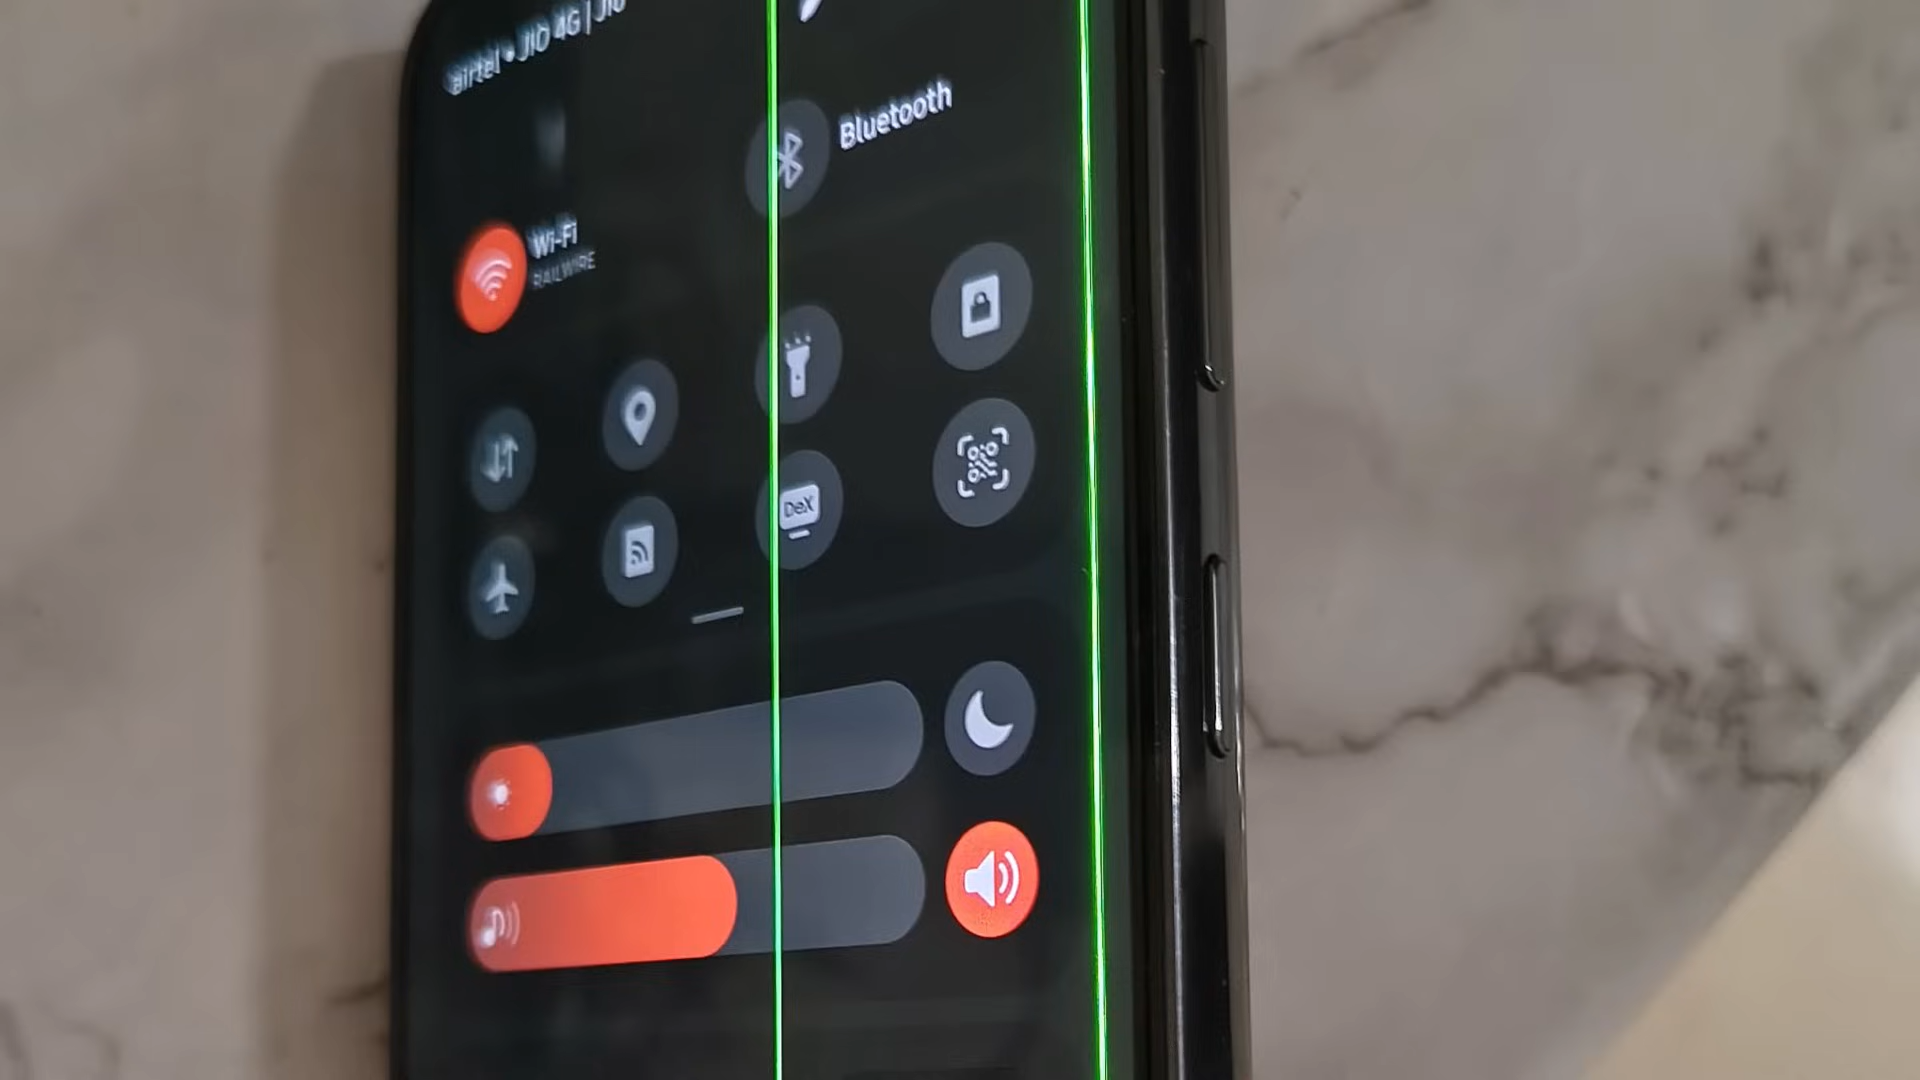 airtel • JIO 4G | JIO
Bluetooth
Wi-Fi
RAILWIRE
DeX